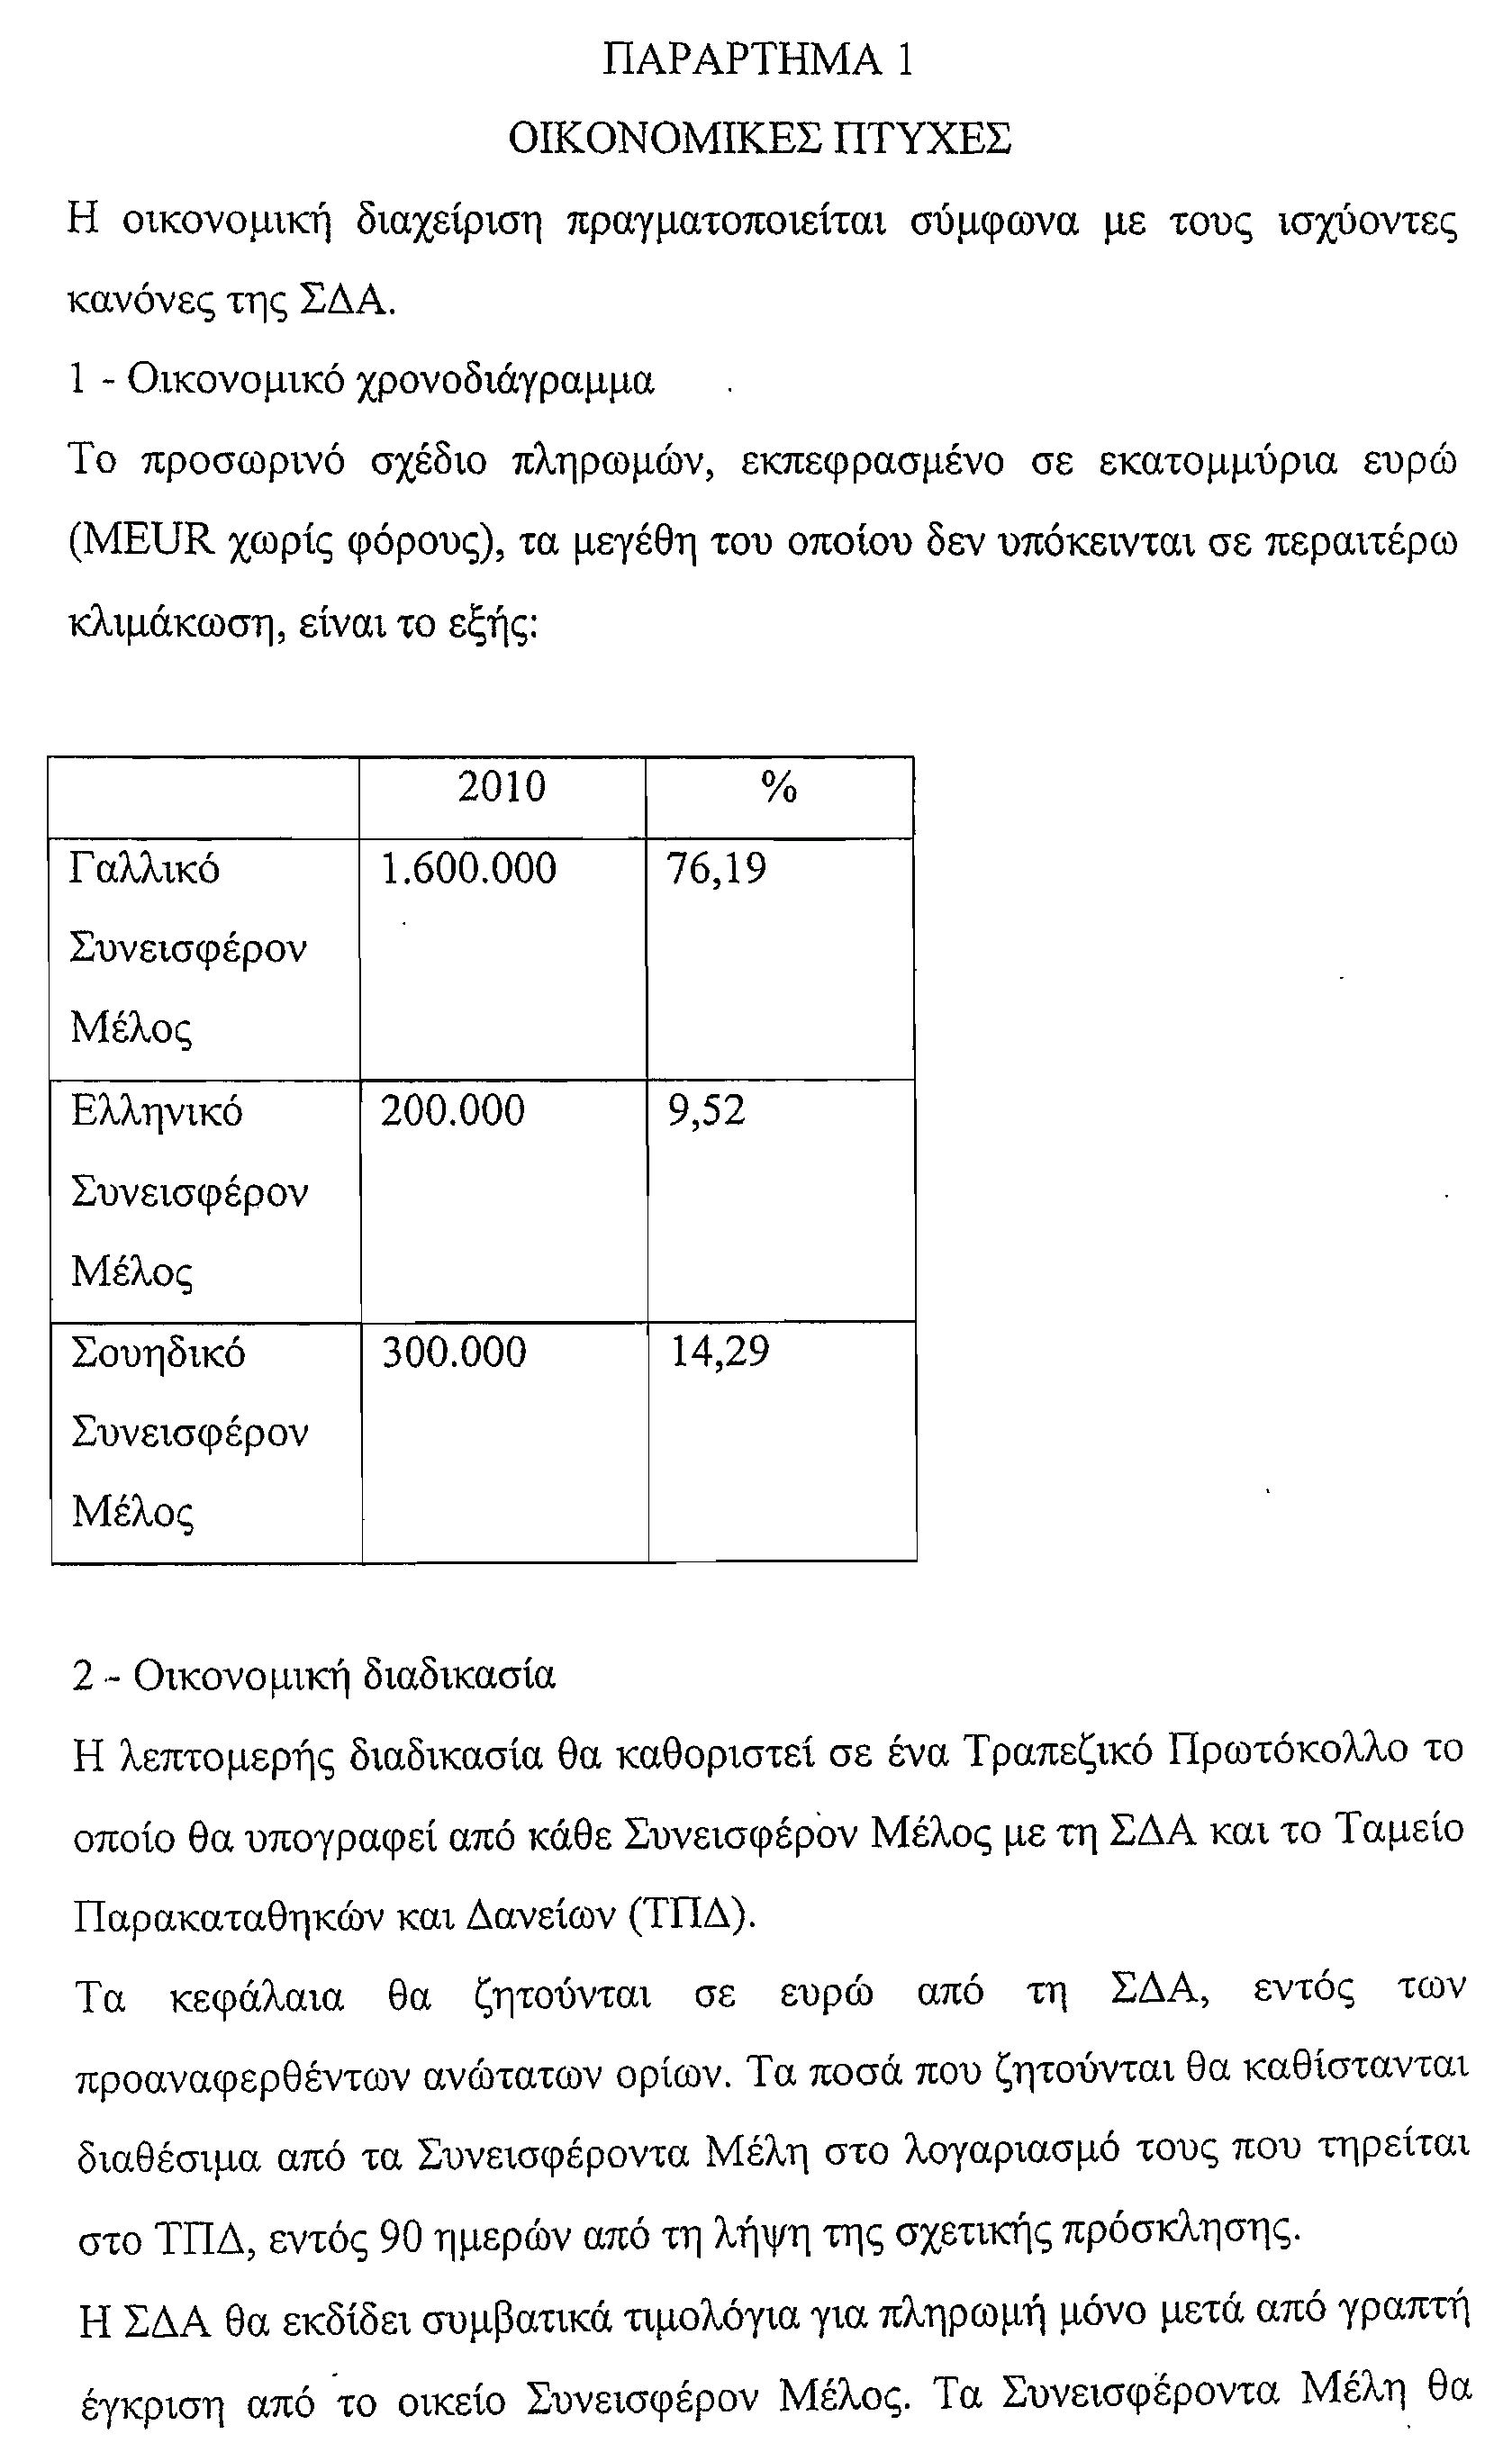 ΠΑΡΑΡΤΗΜΑ 1
ΟΙΚΟΝΟΜΙΚΕΣ ΠΤΥΧΕΣ
Η οικονομική διαχείριση πραγματοποιείται σύμφωνα με τους ισχύοντες
κανόνες της ΣΔΑ.
1 - Οικονομικό χρονοδιάγραμμα
Το προσωρινό σχέδιο πληρωμών, εκπεφρασμένο σε εκατομμύρια ευρώ
(MEUR χωρίς φόρους), τα μεγέθη του οποίου δεν υπόκεινται σε περαιτέρω
κλιμάκωση, είναι το εξής:
2010 %
Γαλλικό 1.600.000 76,19
Συνεισφέρον
Μέλος
Ελληνικό 200.000 9,52
Συνεισφέρον
Μέλος
Σουηδικό 300.000 14,29
Συνεισφέρον
Μέλος
2 - Οικονομική διαδικασία
Η λεπτομερής διαδικασία θα καθοριστεί σε ένα Τραπεζικό Πρωτόκολλο το
οποίο θα υπογραφεί από κάθε Συνεισφέρον Μέλος με τη ΣΔΑ και το Ταμείο
Παρακαταθηκών και Δανείων (ΤΠΔ).
Τα κεφάλαια θα ζητούνται σε ευρώ από τη ΣΔΑ, εντός των
προαναφερθέντων ανώτατων ορίων. Τα ποσά που ζητούνται θα καθίστανται
διαθέσιμα από τα Συνεισφέροντα Μέλη στο λογαριασμό τους που τηρείται
στο ΤΠΔ, εντός 90 ημερών από τη λήψη της σχετικής πρόσκλησης.
Η ΣΔΑ θα εκδίδει συμβατικά τιμολόγια για πληρωμή μόνο μετά από γραπτή
έγκριση από το οικείο Συνεισφέρον Μέλος. Τα Συνεισφέροντα Μέλη θα